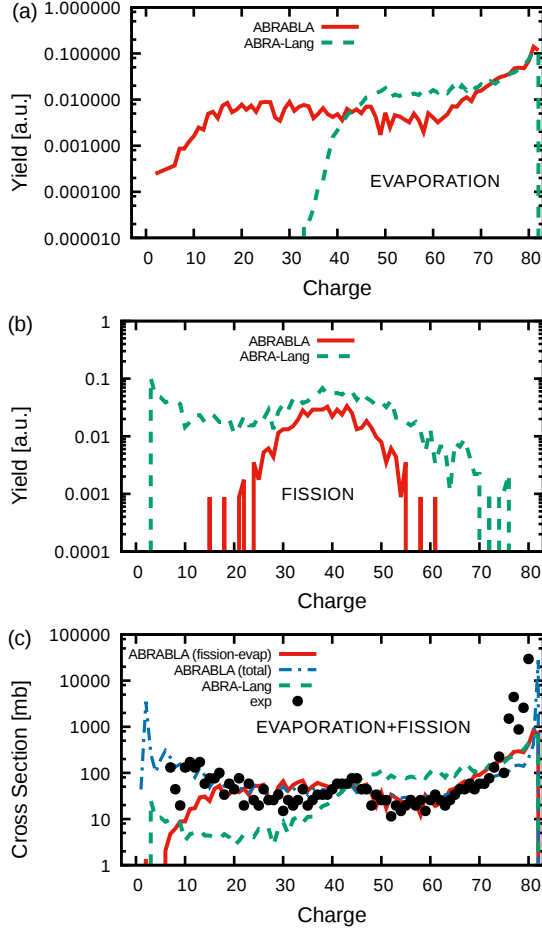 (a)
1.000000
0.100000
0.010000
0.001000
0.000100
0.000010
Yield [a.u.]
ABRABLA
ABRA-Lang
EVAPORATION
0 10 20 30 40 50 60 70 80
Charge
(b)
1
0.1
0.01
0.001
0.0001
Yield [a.u.]
ABRABLA
ABRA-Lang
FISSION
0 10 20 30 40 50 60 70 80
Charge
(c)
100000
10000
1000
100
10
1
Cross Section [mb]
ABRABLA (fission-evap)
ABRABLA (total)
ABRA-Lang
exp
EVAPORATION+FISSION
0 10 20 30 40 50 60 70 80
Charge